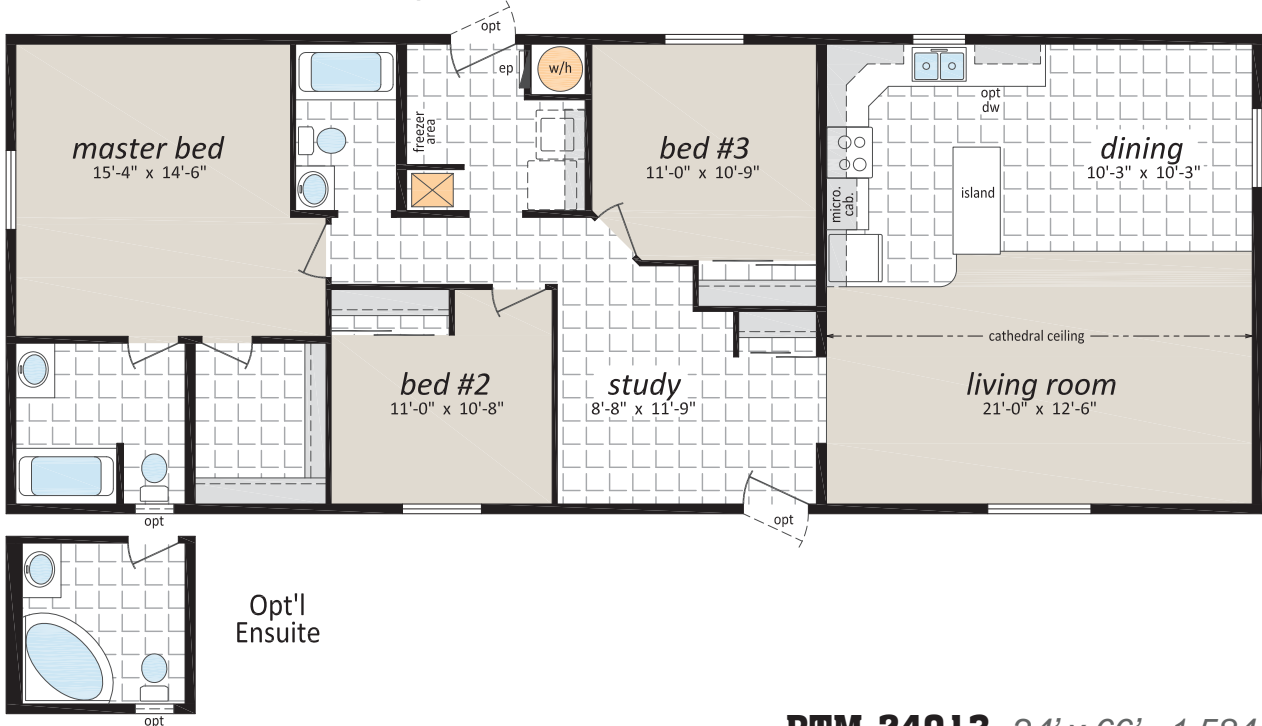 opt
ep
w/h
freezer
area
master bed
15'-4" x 14'-6"
bed #3
11'-0" x 10'-9"
opt
dw
micro.
cab.
island
dining
10'-3" x 10'-3"
cathedral ceiling
bed #2
11'-0" x 10'-8"
study
8'-8" x 11'-9"
living room
21'-0" x 12'-6"
opt
opt
Opt'l
Ensuite
opt